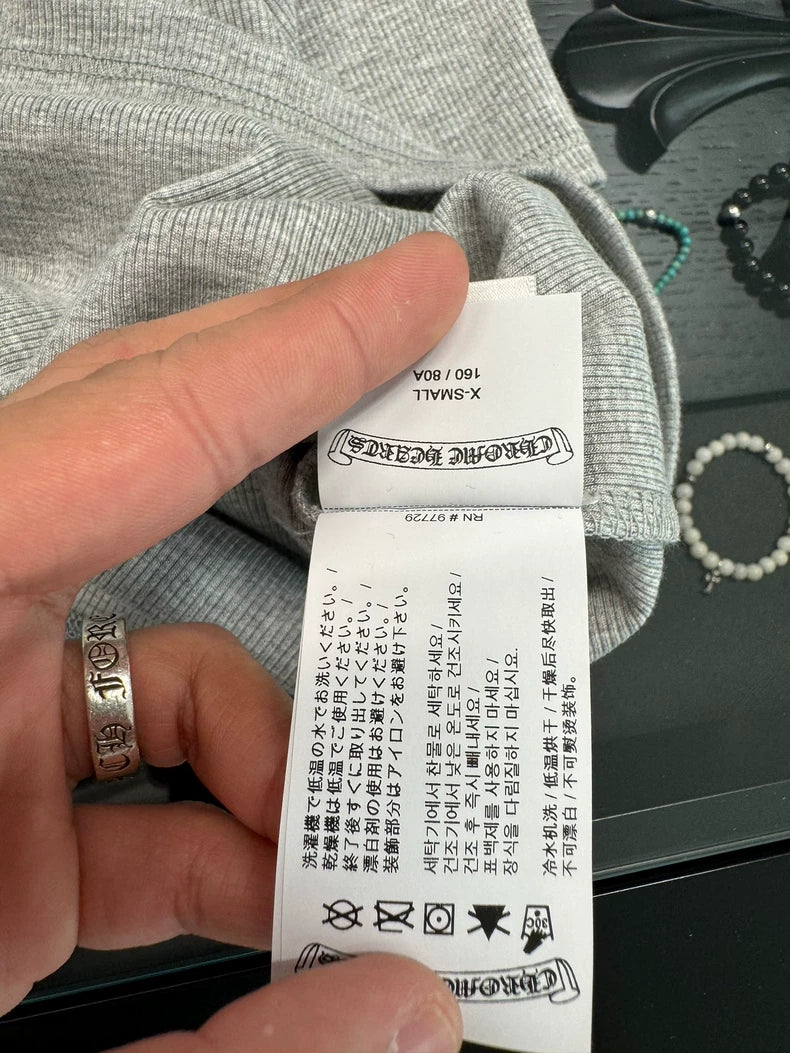 X-SMALL
160 / 80A
CHROME HEARTS
RN # 97729
洗濯機で低温の水でお洗いください。/
乾燥機は低温でご使用ください。/
終了後すぐに取り出してください。/
漂白剤の使用はお避けください。/
装飾部分はアイロンをお避け下さい。
세탁기에서 찬물로 세탁하세요 /
건조기에서 낮은 온도로 건조시키세요 /
건조 후 즉시 빼내세요 /
표백제를 사용하지 마세요 /
장식을 다림질하지 마십시요.
冷水机洗 / 低温烘干 / 干燥后尽快取出 /
不可漂白 / 不可熨烫装饰。
30C
CHROME
CH FOR